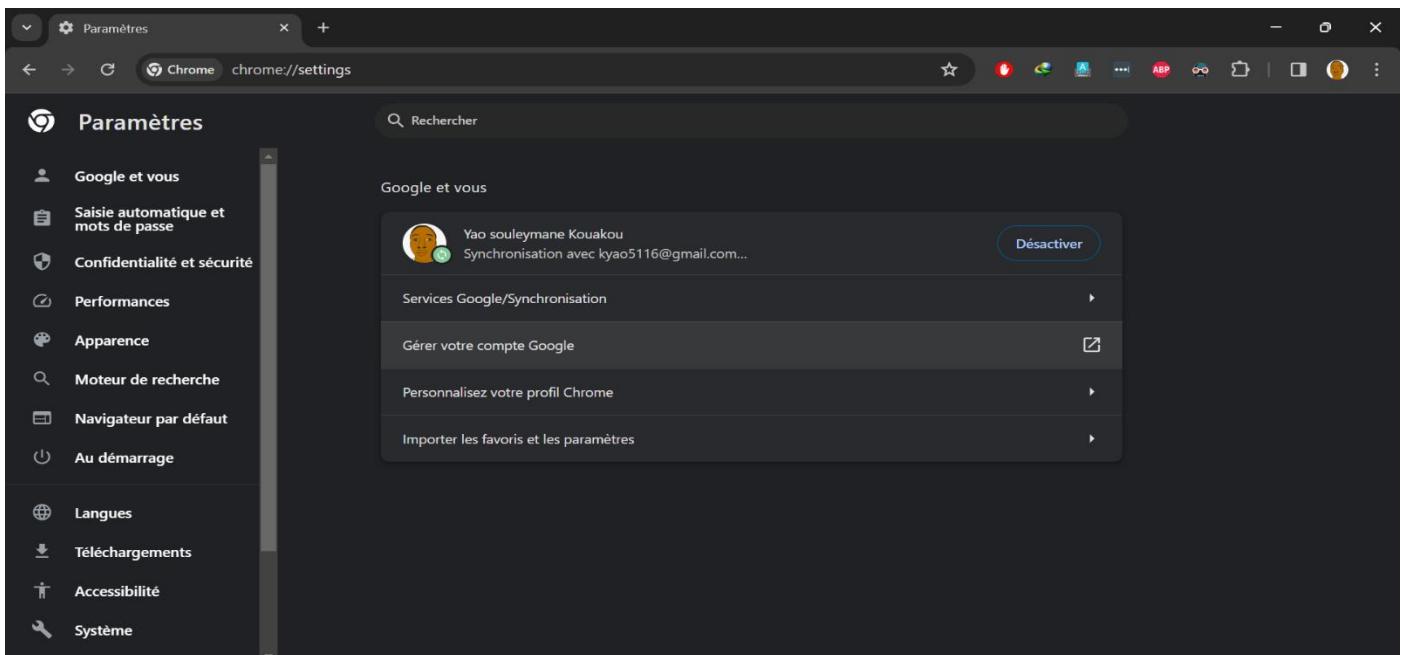 Paramètres
Chrome chrome://settings
ABP
Paramètres
Rechercher
Google et vous
Saisie automatique et
mots de passe
Confidentialité et sécurité
Performances
Apparence
Moteur de recherche
Navigateur par défaut
Au démarrage
Langues
Téléchargements
Accessibilité
Système
Google et vous
Yao souleymane Kouakou
Synchronisation avec kyao5116@gmail.com...
Désactiver
Services Google/Synchronisation
Gérer votre compte Google
Personnalisez votre profil Chrome
Importer les favoris et les paramètres